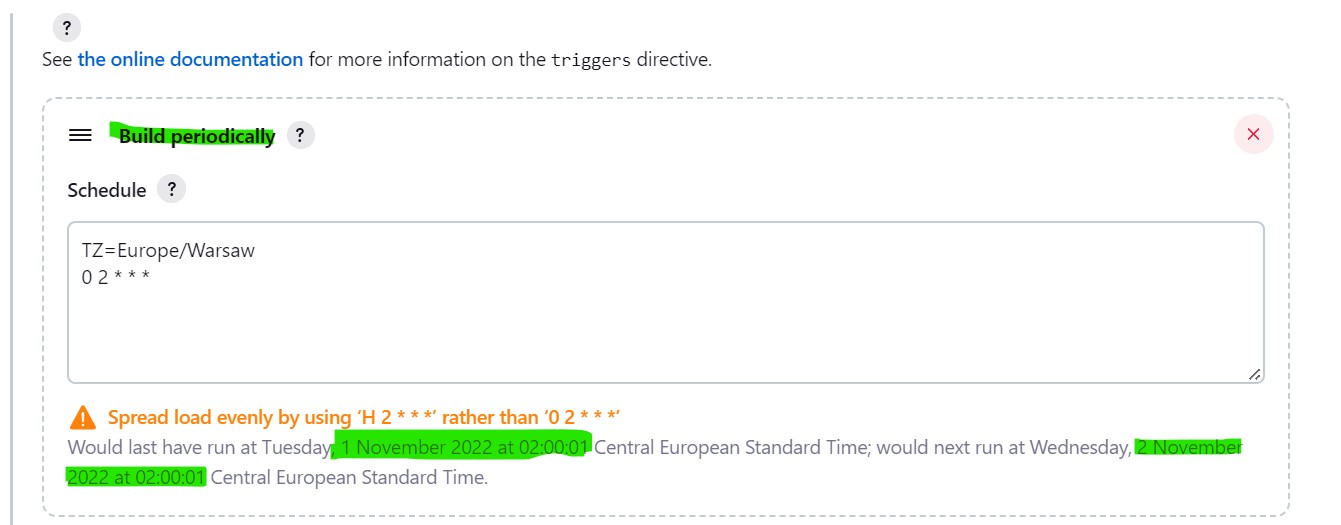 ?
See the online documentation for more information on the triggers directive.
Build periodically ?
Schedule ?
TZ=Europe/Warsaw
0 2 * * *
Spread load evenly by using ‘H 2 * * *’ rather than ‘0 2 * * *’
Would last have run at Tuesday, 1 November 2022 at 02:00:01 Central European Standard Time; would next run at Wednesday, 2 November
2022 at 02:00:01 Central European Standard Time.